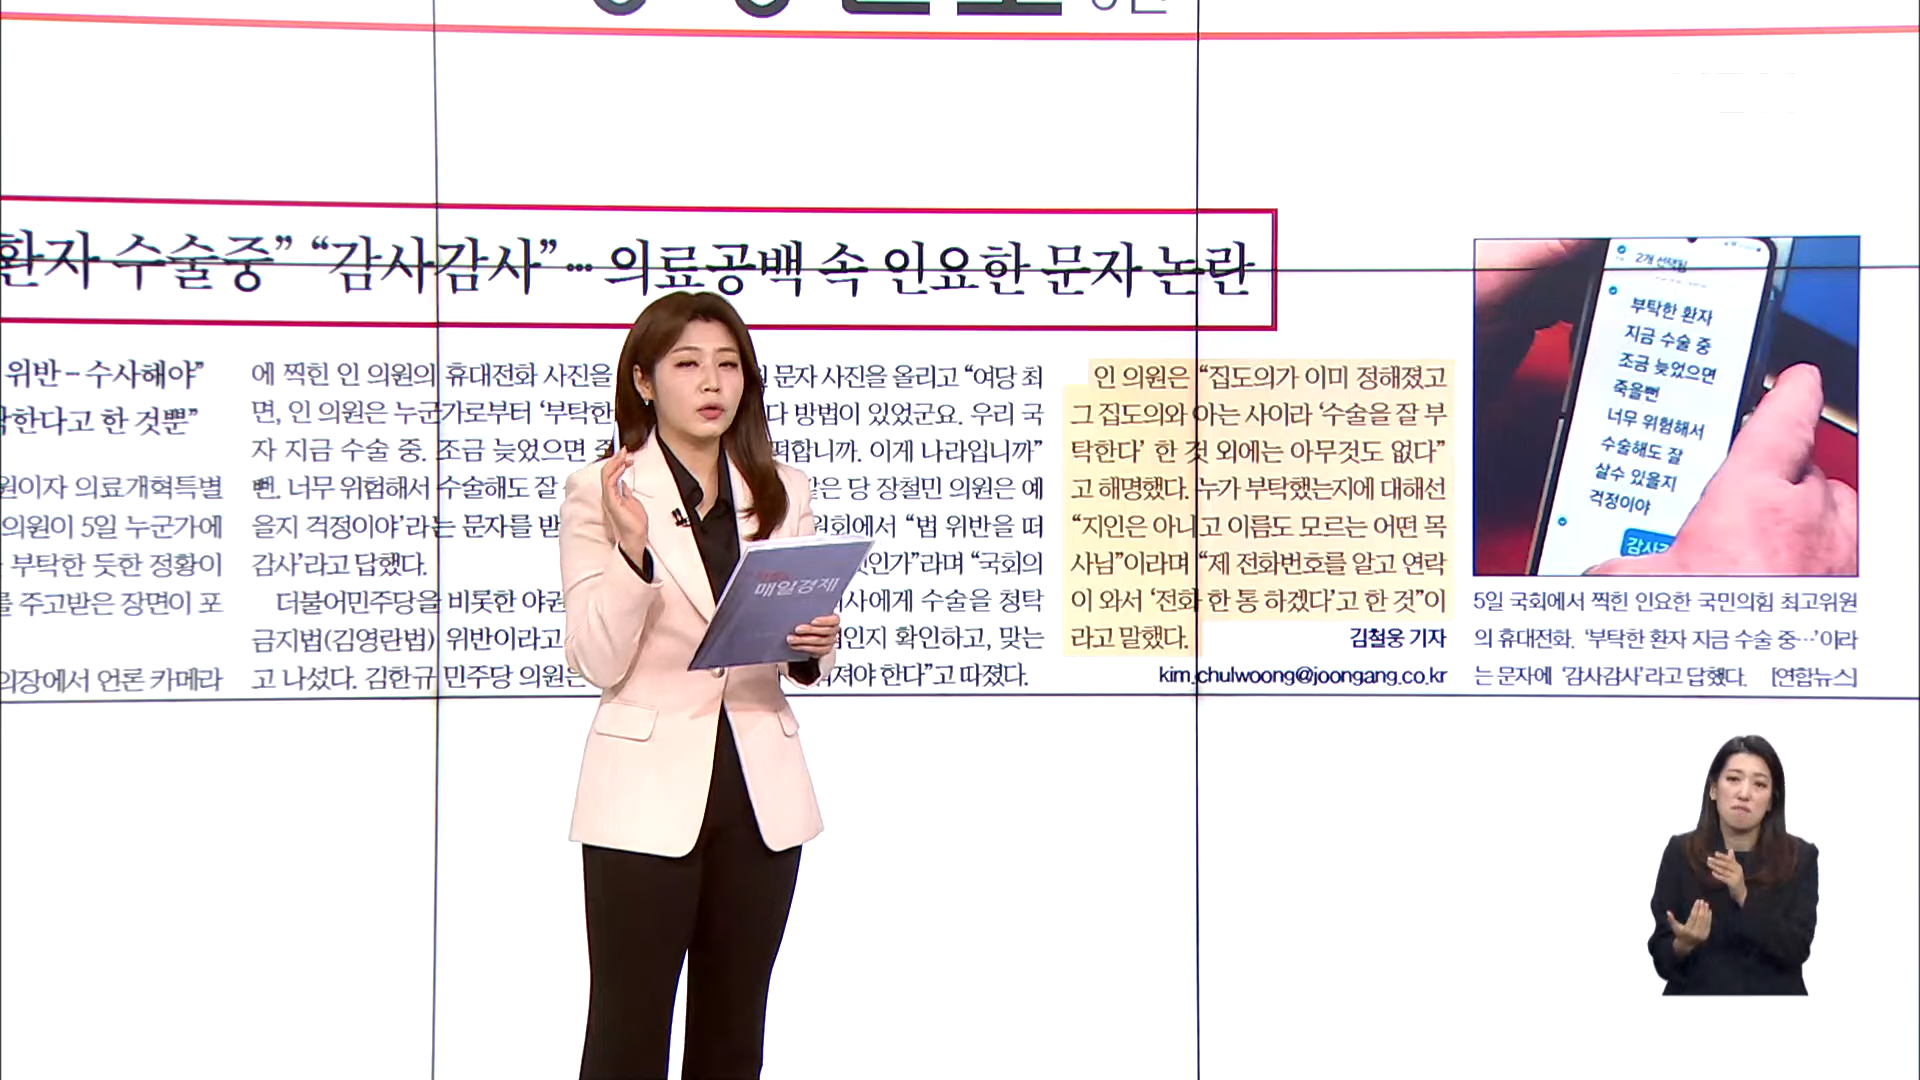 환자 수술중” “감사감사”… 의료공백 속 인요한 문자 논란
위반 - 수사해야”
한다고 한 것뿐”
원이자 의료개혁특별
의원이 5일 누군가에
부탁한 듯한 정황이
를 주고받은 장면이 포
의장에서 언론 카메라
에 찍힌 인 의원의 휴대전화 사진을
면, 인 의원은 누군가로부터 ‘부탁한
자 지금 수술 중. 조금 늦었으면 죽
뻔. 너무 위험해서 수술해도 잘
을지 걱정이야’라는 문자를 받
감사’라고 답했다.
더불어민주당을 비롯한 야권
금지법(김영란법) 위반이라고
고 나섰다. 김한규 민주당 의원은
문자 사진을 올리고 “여당 최
다 방법이 있었군요. 우리 국
합니까. 이게 나라입니까”
같은 당 장철민 의원은 예
원회에서 “법 위반을 떠
것인가”라며 “국회의
사에게 수술을 청탁
인지 확인하고, 맞는
져야 한다”고 따졌다.
인 의원은 “집도의가 이미 정해졌고
그 집도의와 아는 사이라 ‘수술을 잘 부
탁한다’ 한 것 외에는 아무것도 없다”
고 해명했다. 누가 부탁했는지에 대해선
“지인은 아니고 이름도 모르는 어떤 목
사님”이라며 “제 전화번호를 알고 연락
이 와서 ‘전화 한 통 하겠다’고 한 것”이
라고 말했다.
김철웅 기자
kim.chulwoong@joongang.co.kr
2개 선택됨
부탁한 환자
지금 수술 중
조금 늦었으면
죽을뻔
너무 위험해서
수술해도 잘
살수 있을지
걱정이야
감사
5일 국회에서 찍힌 인요한 국민의힘 최고위원
의 휴대전화. ‘부탁한 환자 지금 수술 중…’이라
는 문자에 ‘감사감사’라고 답했다. [연합뉴스]
매일경제